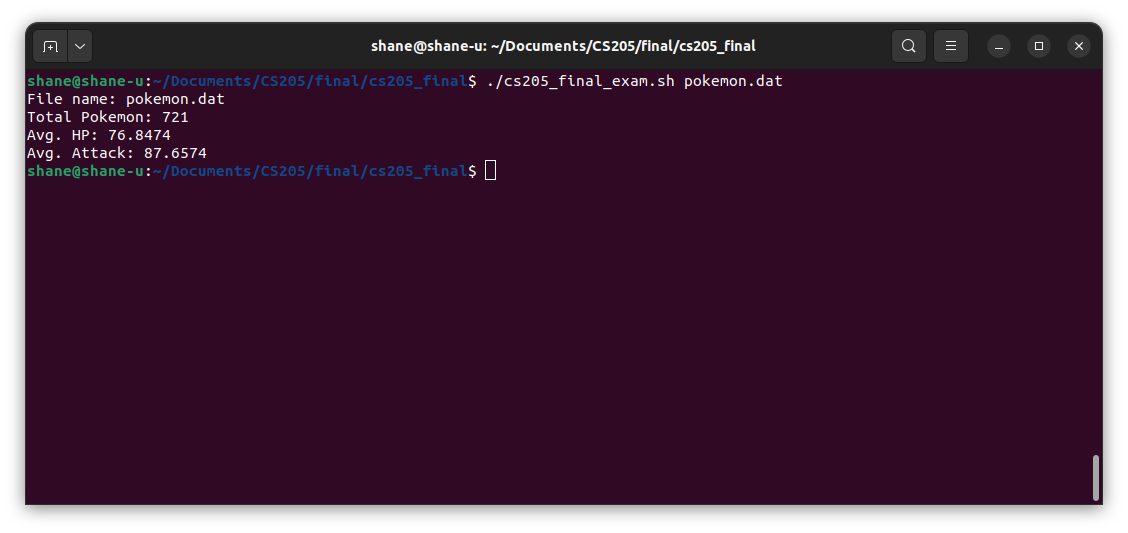 shane@shane-u: ~/Documents/CS205/final/cs205_final
shane@shane-u:~/Documents/CS205/final/cs205_final$ ./cs205_final_exam.sh pokemon.dat
File name: pokemon.dat
Total Pokemon: 721
Avg. HP: 76.8474
Avg. Attack: 87.6574
shane@shane-u:~/Documents/CS205/final/cs205_final$